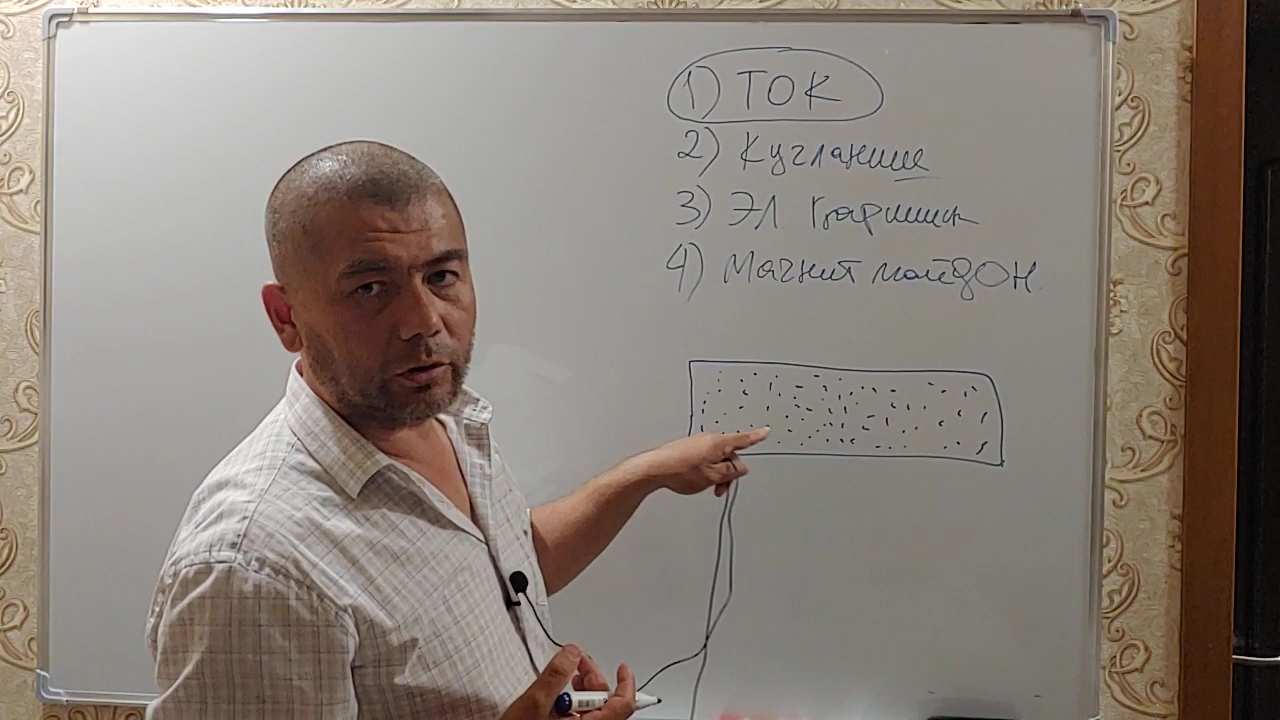 1) ТОК
2) Кучланиш
3) Эл. Қаршилик
4) Магнит майдон.